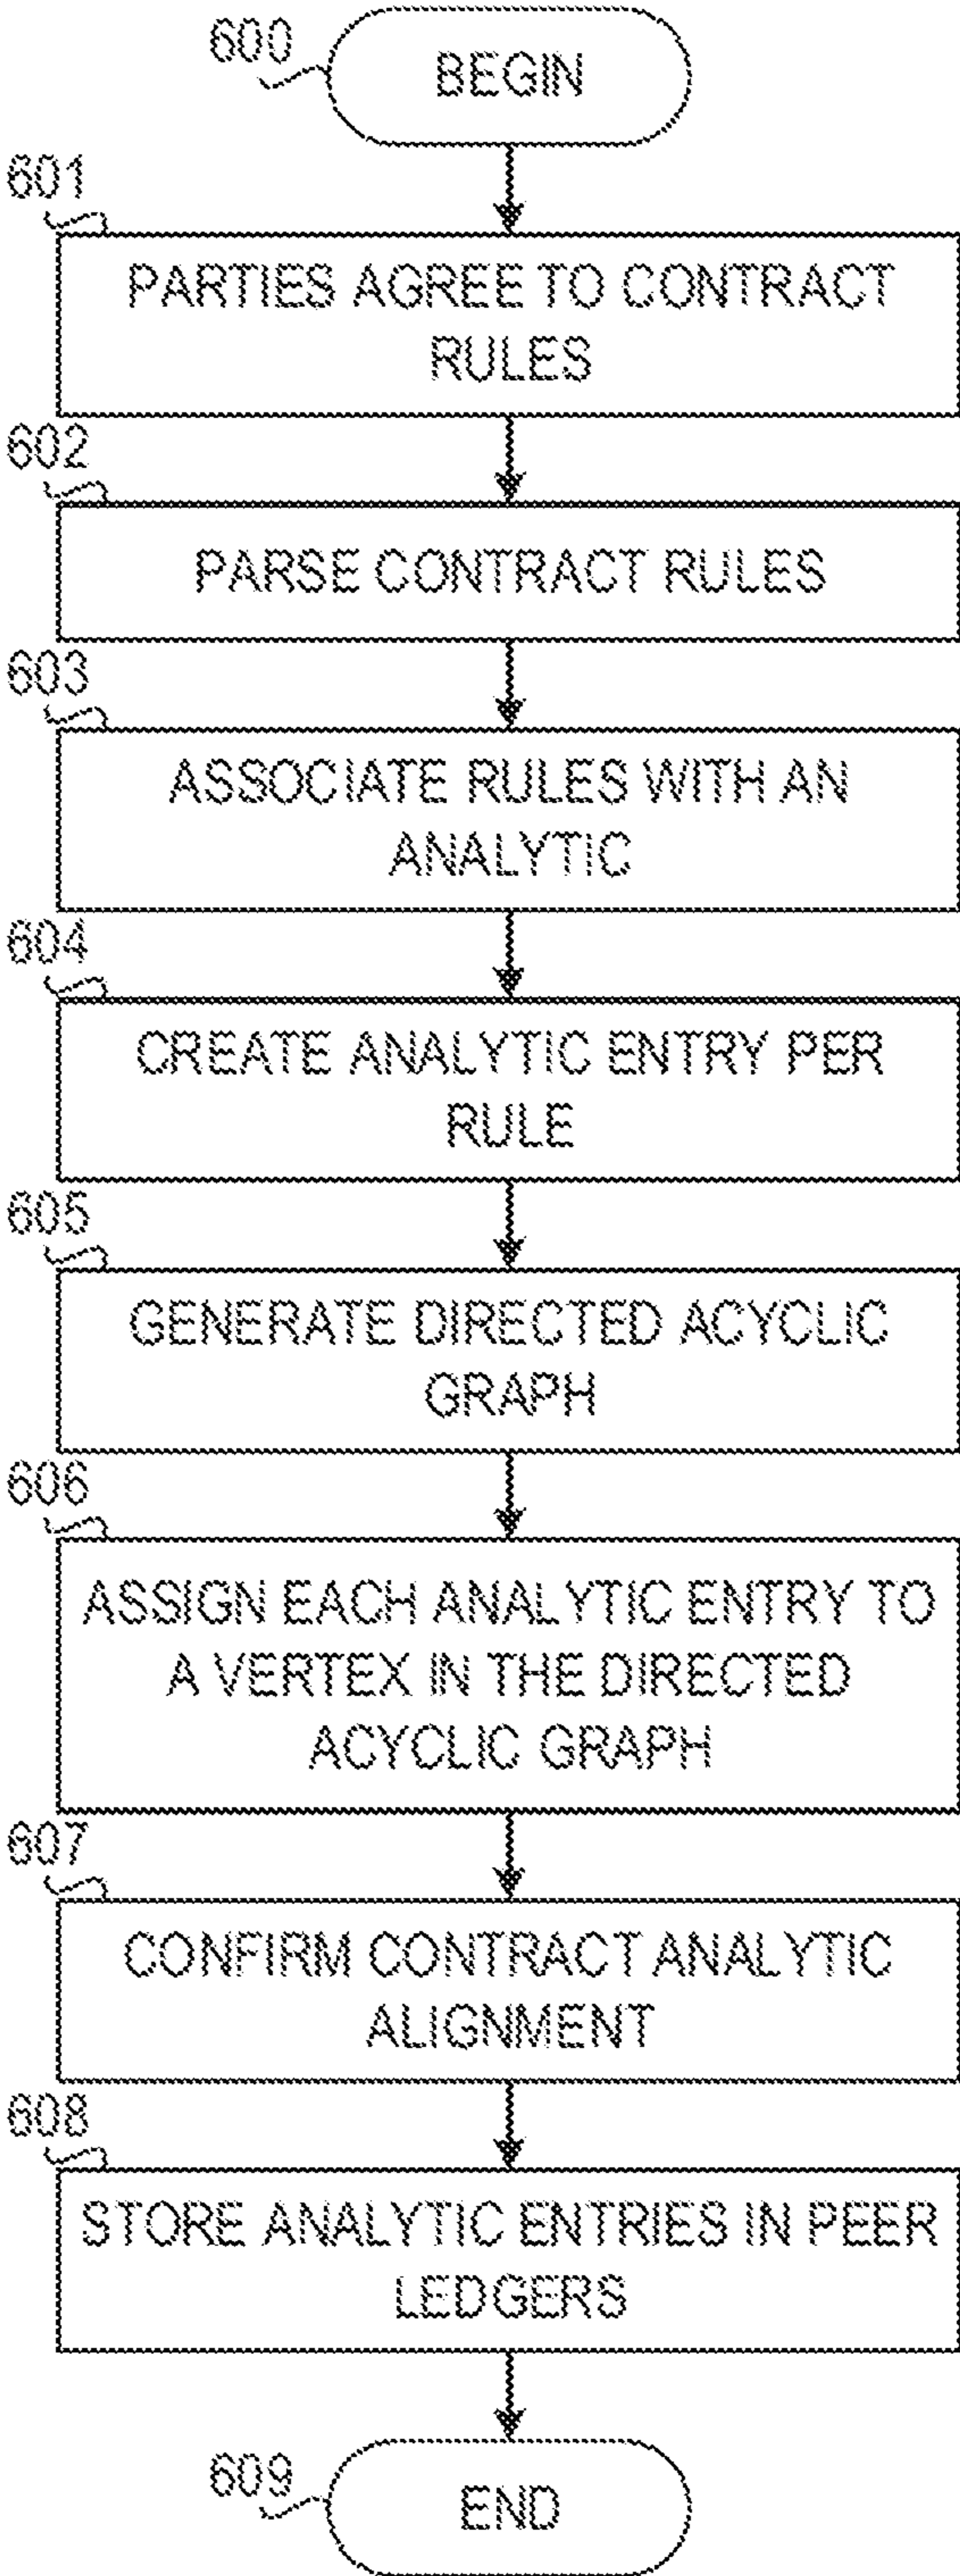 600
BEGIN
601
PARTIES AGREE TO CONTRACT
RULES
602
PARSE CONTRACT RULES
603
ASSOCIATE RULES WITH AN
ANALYTIC
604
CREATE ANALYTIC ENTRY PER
RULE
605
GENERATE DIRECTED ACYCLIC
GRAPH
606
ASSIGN EACH ANALYTIC ENTRY TO
A VERTEX IN THE DIRECTED
ACYCLIC GRAPH
607
CONFIRM CONTRACT ANALYTIC
ALIGNMENT
608
STORE ANALYTIC ENTRIES IN PEER
LEDGERS
609
END